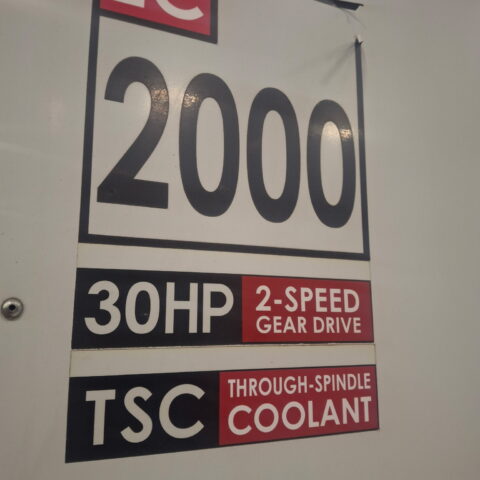 2000
30HP 2-SPEED
GEAR DRIVE
TSC THROUGH-SPINDLE
COOLANT